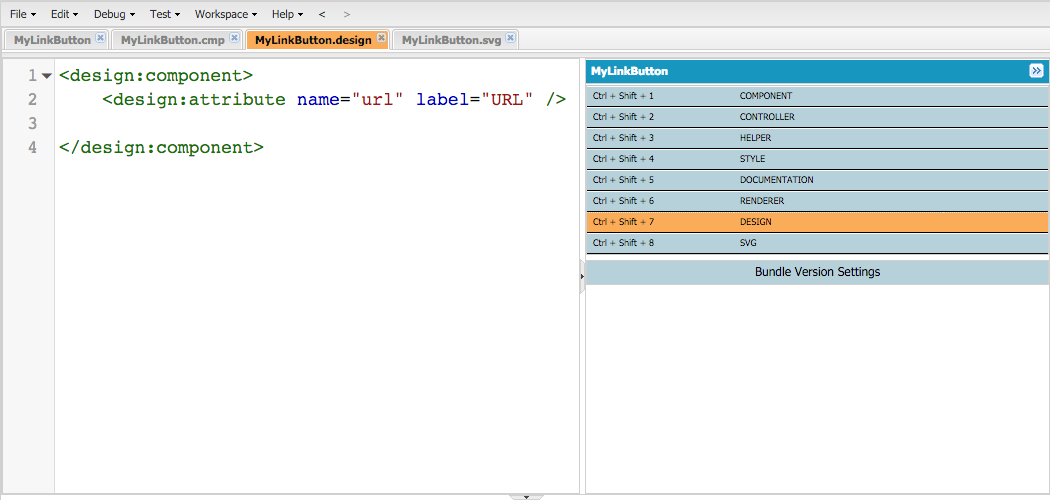 File Edit Debug Test Workspace Help < >
MyLinkButton MyLinkButton.cmp MyLinkButton.design MyLinkButton.svg
1 <design:component>
2 <design:attribute name="url" label="URL" />
3
4 </design:component>
MyLinkButton
Ctrl + Shift + 1 COMPONENT
Ctrl + Shift + 2 CONTROLLER
Ctrl + Shift + 3 HELPER
Ctrl + Shift + 4 STYLE
Ctrl + Shift + 5 DOCUMENTATION
Ctrl + Shift + 6 RENDERER
Ctrl + Shift + 7 DESIGN
Ctrl + Shift + 8 SVG
Bundle Version Settings